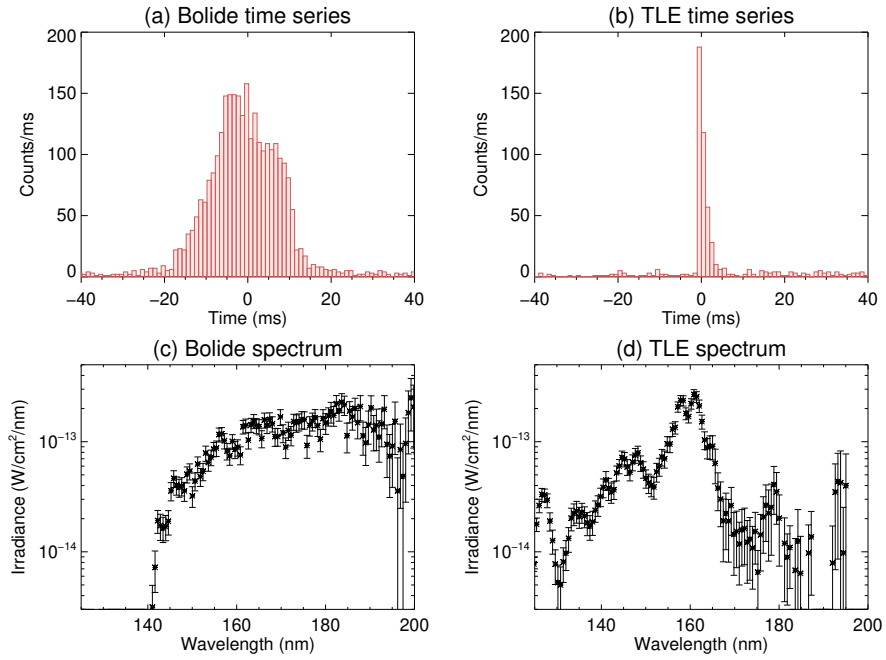 (a) Bolide time series
200
150
100
50
0
Counts/ms
−40 −20 0 20 40
Time (ms)
(b) TLE time series
200
150
100
50
0
Counts/ms
−40 −20 0 20 40
Time (ms)
(c) Bolide spectrum
10⁻¹³
10⁻¹⁴
Irradiance (W/cm²/nm)
140 160 180 200
Wavelength (nm)
(d) TLE spectrum
10⁻¹³
10⁻¹⁴
Irradiance (W/cm²/nm)
140 160 180 200
Wavelength (nm)